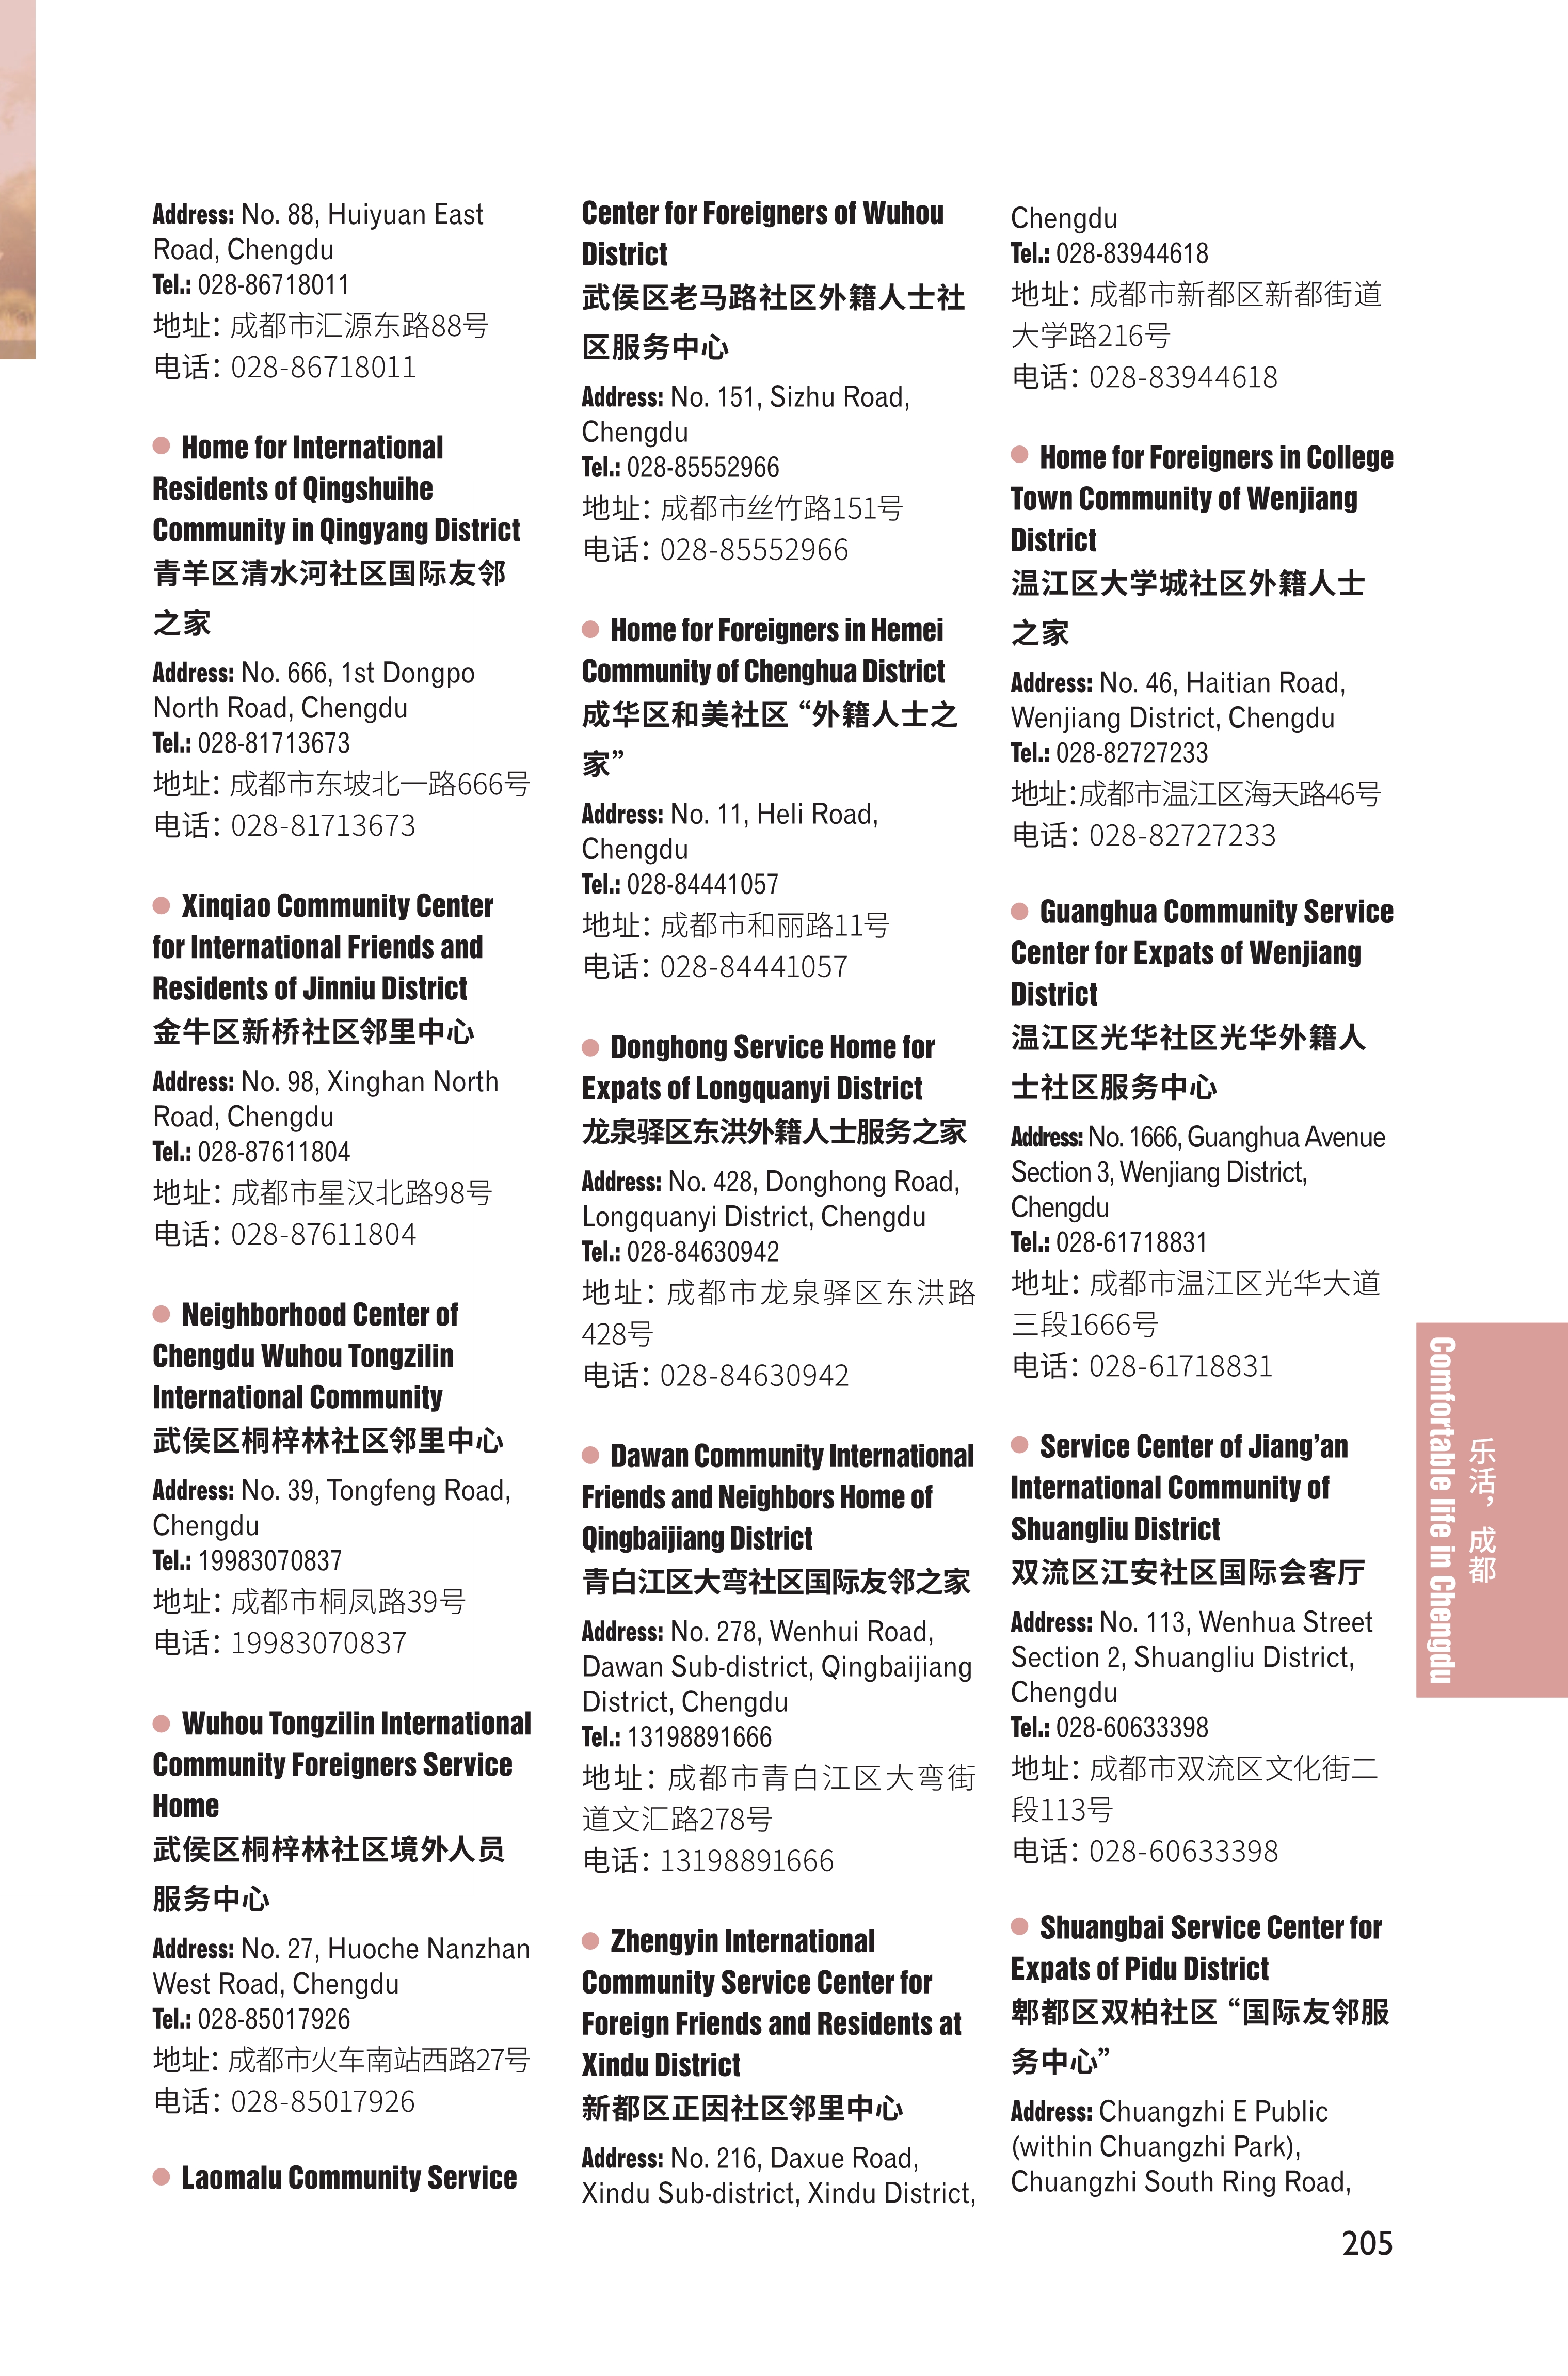 Address: No. 88, Huiyuan East
Road, Chengdu
Tel.: 028-86718011
地址：成都市汇源东路88号
电话：028-86718011
Home for International
Residents of Qingshuihe
Community in Qingyang District
青羊区清水河社区国际友邻
之家
Address: No. 666, 1st Dongpo
North Road, Chengdu
Tel.: 028-81713673
地址：成都市东坡北一路666号
电话：028-81713673
Xinqiao Community Center
for International Friends and
Residents of Jinniu District
金牛区新桥社区邻里中心
Address: No. 98, Xinghan North
Road, Chengdu
Tel.: 028-87611804
地址：成都市星汉北路98号
电话：028-87611804
Neighborhood Center of
Chengdu Wuhou Tongzilin
International Community
武侯区桐梓林社区邻里中心
Address: No. 39, Tongfeng Road,
Chengdu
Tel.: 19983070837
地址：成都市桐凤路39号
电话：19983070837
Wuhou Tongzilin International
Community Foreigners Service
Home
武侯区桐梓林社区境外人员
服务中心
Address: No. 27, Huoche Nanzhan
West Road, Chengdu
Tel.: 028-85017926
地址：成都市火车南站西路27号
电话：028-85017926
Laomalu Community Service
Center for Foreigners of Wuhou
District
武侯区老马路社区外籍人士社
区服务中心
Address: No. 151, Sizhu Road,
Chengdu
Tel.: 028-85552966
地址：成都市丝竹路151号
电话：028-85552966
Home for Foreigners in Hemei
Community of Chenghua District
成华区和美社区“外籍人士之
家”
Address: No. 11, Heli Road,
Chengdu
Tel.: 028-84441057
地址：成都市和丽路11号
电话：028-84441057
Donghong Service Home for
Expats of Longquanyi District
龙泉驿区东洪外籍人士服务之家
Address: No. 428, Donghong Road,
Longquanyi District, Chengdu
Tel.: 028-84630942
地址：成都市龙泉驿区东洪路
428号
电话：028-84630942
Dawan Community International
Friends and Neighbors Home of
Qingbaijiang District
青白江区大弯社区国际友邻之家
Address: No. 278, Wenhui Road,
Dawan Sub-district, Qingbaijiang
District, Chengdu
Tel.: 13198891666
地址：成都市青白江区大弯街
道文汇路278号
电话：13198891666
Zhengyin International
Community Service Center for
Foreign Friends and Residents at
Xindu District
新都区正因社区邻里中心
Address: No. 216, Daxue Road,
Xindu Sub-district, Xindu District,
Chengdu
Tel.: 028-83944618
地址：成都市新都区新都街道
大学路216号
电话：028-83944618
Home for Foreigners in College
Town Community of Wenjiang
District
温江区大学城社区外籍人士
之家
Address: No. 46, Haitian Road,
Wenjiang District, Chengdu
Tel.: 028-82727233
地址：成都市温江区海天路46号
电话：028-82727233
Guanghua Community Service
Center for Expats of Wenjiang
District
温江区光华社区光华外籍人
士社区服务中心
Address: No. 1666, Guanghua Avenue
Section 3, Wenjiang District,
Chengdu
Tel.: 028-61718831
地址：成都市温江区光华大道
三段1666号
电话：028-61718831
Service Center of Jiang’an
International Community of
Shuangliu District
双流区江安社区国际会客厅
Address: No. 113, Wenhua Street
Section 2, Shuangliu District,
Chengdu
Tel.: 028-60633398
地址：成都市双流区文化街二
段113号
电话：028-60633398
Shuangbai Service Center for
Expats of Pidu District
郫都区双柏社区“国际友邻服
务中心”
Address: Chuangzhi E Public
(within Chuangzhi Park),
Chuangzhi South Ring Road,
乐活，成都
Comfortable life in Chengdu
205